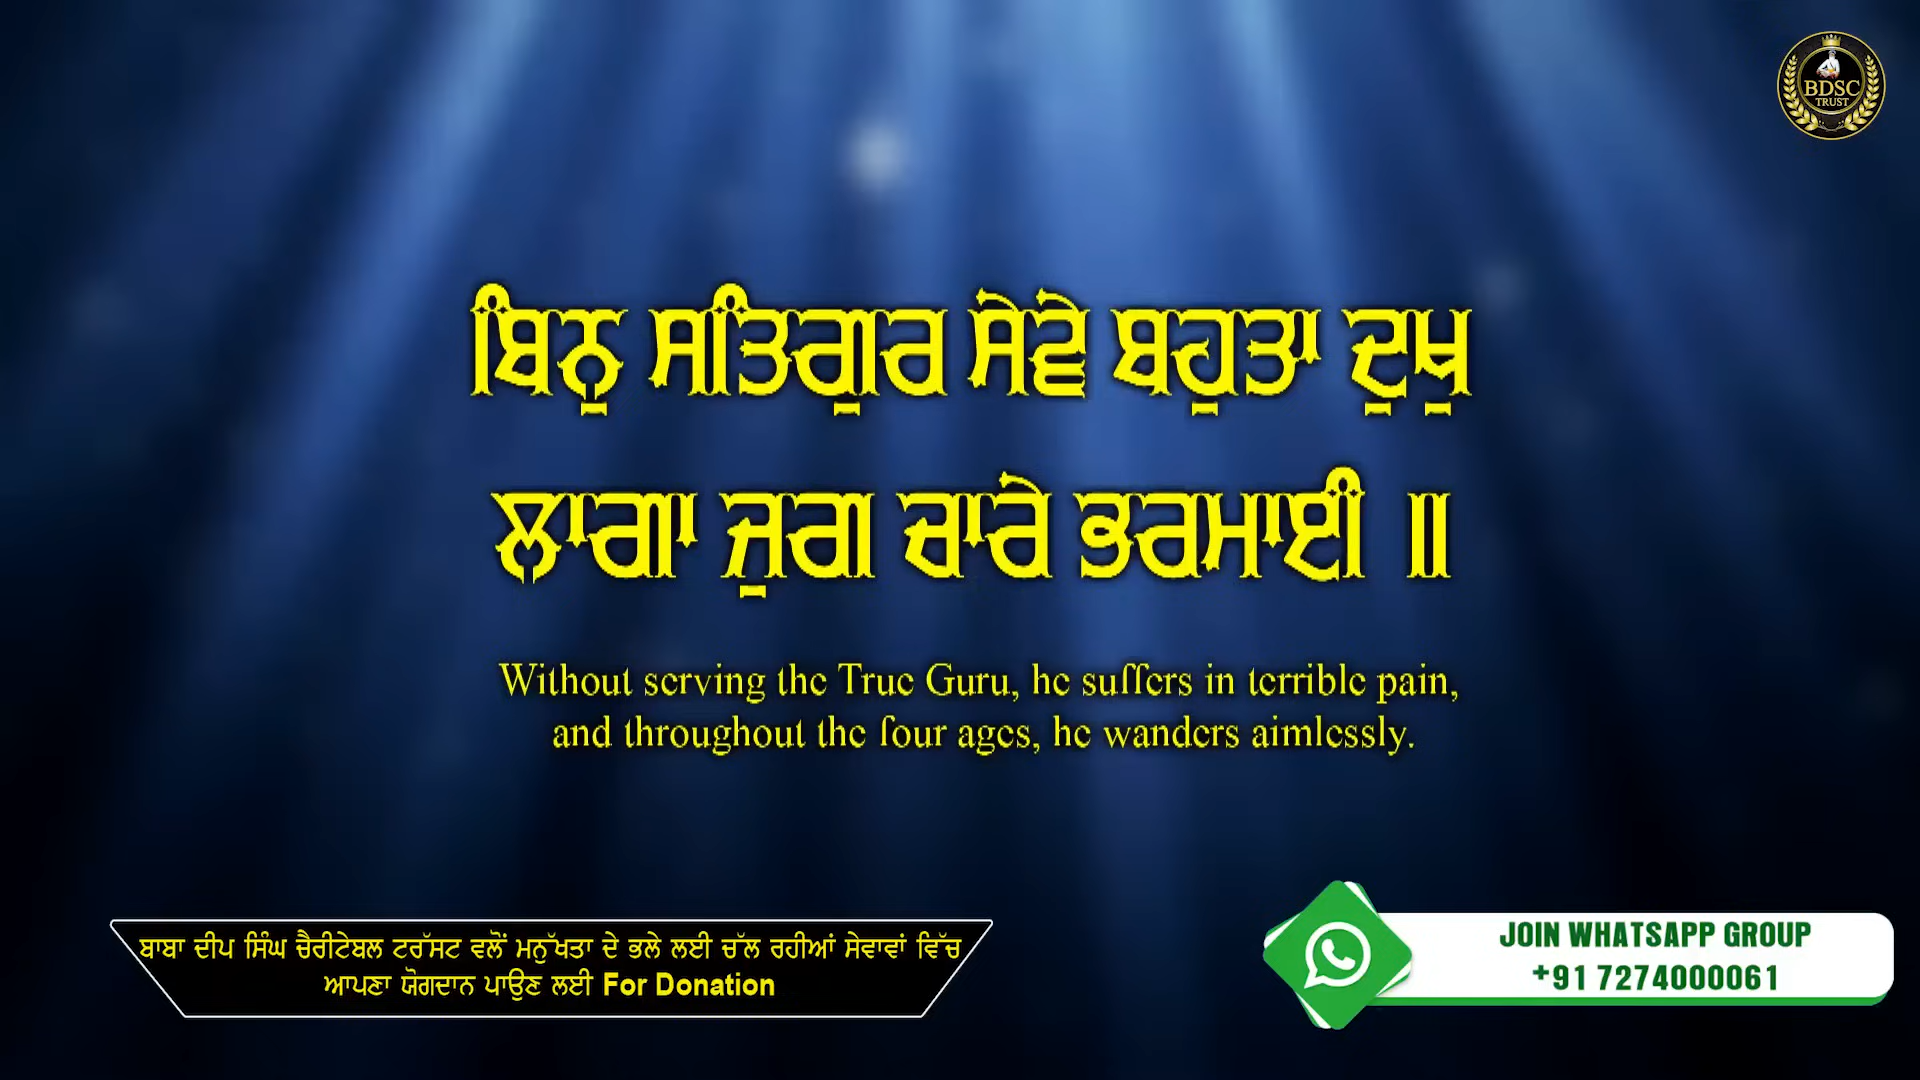 BDSC
TRUST
ਬਿਨੁ ਸਤਿਗੁਰ ਸੇਵੇ ਬਹੁਤਾ ਦੁਖੁ
ਲਾਗਾ ਜੁਗ ਚਾਰੇ ਭਰਮਾਈ ॥
Without serving the True Guru, he suffers in terrible pain,
and throughout the four ages, he wanders aimlessly.
ਬਾਬਾ ਦੀਪ ਸਿੰਘ ਚੈਰੀਟੇਬਲ ਟਰੱਸਟ ਵਲੋਂ ਮਨੁੱਖਤਾ ਦੇ ਭਲੇ ਲਈ ਚੱਲ ਰਹੀਆਂ ਸੇਵਾਵਾਂ ਵਿੱਚ
ਆਪਣਾ ਯੋਗਦਾਨ ਪਾਉਣ ਲਈ For Donation
JOIN WHATSAPP GROUP
+91 7274000061